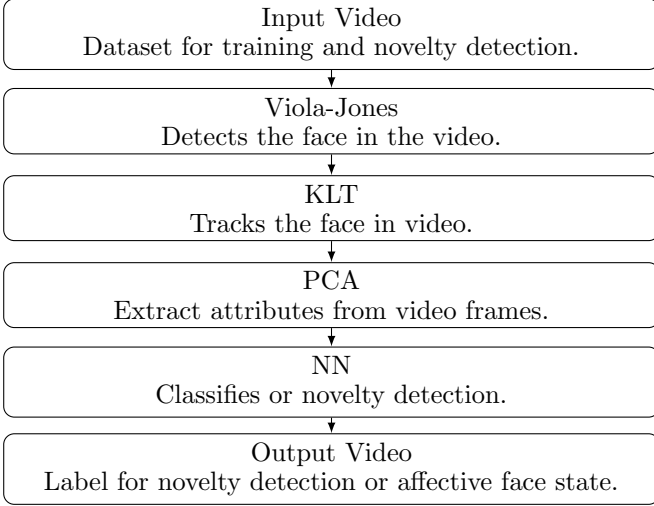 Input Video
Dataset for training and novelty detection.
Viola-Jones
Detects the face in the video.
KLT
Tracks the face in video.
PCA
Extract attributes from video frames.
NN
Classifies or novelty detection.
Output Video
Label for novelty detection or affective face state.